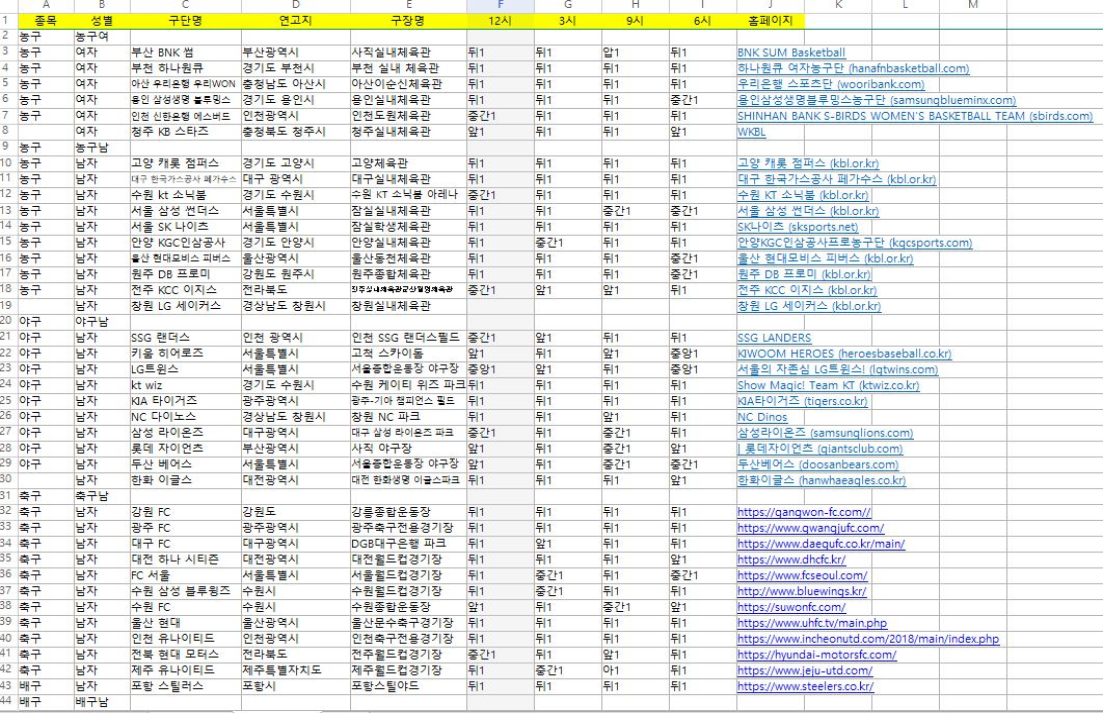 A B C D E F G H I J K L M
1 종목 성별 구단명 연고지 구장명 12시 3시 9시 6시 홈페이지
2 농구 농구여
3 농구 여자 부산 BNK 썸 부산광역시 사직실내체육관 뒤1 뒤1 앞1 뒤1 BNK SUM Basketball
4 농구 여자 부천 하나원큐 경기도 부천시 부천 실내 체육관 뒤1 뒤1 뒤1 뒤1 하나원큐 여자농구단 (hanafnbasketball.com)
5 농구 여자 아산 우리은행 우리WON 충청남도 아산시 아산이순신체육관 뒤1 뒤1 뒤1 뒤1 우리은행 스포츠단 (wooribank.com)
6 농구 여자 용인 삼성생명 블루밍스 경기도 용인시 용인실내체육관 뒤1 뒤1 뒤1 중간1 용인삼성생명블루밍스농구단 (samsungblueminx.com)
7 농구 여자 인천 신한은행 에스버드 인천광역시 인천도원체육관 중간1 뒤1 뒤1 뒤1 SHINHAN BANK S-BIRDS WOMEN'S BASKETBALL TEAM (sbirds.com)
8 여자 청주 KB 스타즈 충청북도 청주시 청주실내체육관 앞1 뒤1 뒤1 앞1 WKBL
9 농구 농구남
10 농구 남자 고양 캐롯 점퍼스 경기도 고양시 고양체육관 뒤1 뒤1 뒤1 뒤1 고양 캐롯 점퍼스 (kbl.or.kr)
11 농구 남자 대구 한국가스공사 페가수스 대구 광역시 대구실내체육관 뒤1 뒤1 뒤1 뒤1 대구 한국가스공사 페가수스 (kbl.or.kr)
12 농구 남자 수원 kt 소닉붐 경기도 수원시 수원 KT 소닉붐 아레나 중간1 뒤1 뒤1 뒤1 수원 KT 소닉붐 (kbl.or.kr)
13 농구 남자 서울 삼성 썬더스 서울특별시 잠실실내체육관 뒤1 뒤1 중간1 중간1 서울 삼성 썬더스 (kbl.or.kr)
14 농구 남자 서울 SK 나이츠 서울특별시 잠실학생체육관 뒤1 뒤1 뒤1 뒤1 SK나이츠 (sksports.net)
15 농구 남자 안양 KGC인삼공사 경기도 안양시 안양실내체육관 뒤1 중간1 뒤1 뒤1 안양KGC인삼공사프로농구단 (kgcsports.com)
16 농구 남자 울산 현대모비스 피버스 울산광역시 울산동천체육관 뒤1 뒤1 뒤1 중간1 울산 현대모비스 피버스 (kbl.or.kr)
17 농구 남자 원주 DB 프로미 강원도 원주시 원주종합체육관 뒤1 뒤1 뒤1 중간1 원주 DB 프로미 (kbl.or.kr)
18 농구 남자 전주 KCC 이지스 전라북도 중간1 앞1 앞1 뒤1 전주 KCC 이지스 (kbl.or.kr)
19 남자 창원 LG 세이커스 경상남도 창원시 창원실내체육관 창원 LG 세이커스 (kbl.or.kr)
20 야구 야구남
21 야구 남자 SSG 랜더스 인천 광역시 인천 SSG 랜더스필드 중간1 앞1 뒤1 뒤1 SSG LANDERS
22 야구 남자 키움 히어로즈 서울특별시 고척 스카이돔 앞1 뒤1 앞1 중앙1 KIWOOM HEROES (heroesbaseball.co.kr)
23 야구 남자 LG트윈스 서울특별시 서울종합운동장 야구장 중앙1 앞1 뒤1 중앙1 서울의 자존심 LG트윈스! (lgtwins.com)
24 야구 남자 kt wiz 경기도 수원시 수원 케이티 위즈 파크 뒤1 뒤1 뒤1 뒤1 Show Magic! Team KT (ktwiz.co.kr)
25 야구 남자 KIA 타이거즈 광주광역시 광주-기아 챔피언스 필드 뒤1 뒤1 뒤1 뒤1 KIA타이거즈 (tigers.co.kr)
26 야구 남자 NC 다이노스 경상남도 창원시 창원 NC 파크 뒤1 뒤1 앞1 뒤1 NC Dinos
27 야구 남자 삼성 라이온즈 대구광역시 대구 삼성 라이온즈 파크 중간1 뒤1 중간1 뒤1 삼성라이온즈 (samsunglions.com)
28 야구 남자 롯데 자이언츠 부산광역시 사직 야구장 앞1 뒤1 중간1 앞1 | 롯데자이언츠 (giantsclub.com)
29 야구 남자 두산 베어스 서울특별시 서울종합운동장 야구장 앞1 뒤1 중간1 중간1 두산베어스 (doosanbears.com)
30 남자 한화 이글스 대전광역시 대전 한화생명 이글스파크 뒤1 뒤1 뒤1 앞1 한화이글스 (hanwhaeagles.co.kr)
31 축구 축구남
32 축구 남자 강원 FC 강원도 강릉종합운동장 뒤1 뒤1 뒤1 뒤1 https://gangwon-fc.com//
33 축구 남자 광주 FC 광주광역시 광주축구전용경기장 뒤1 뒤1 뒤1 뒤1 https://www.gwangjufc.com/
34 축구 남자 대구 FC 대구광역시 DGB대구은행 파크 뒤1 앞1 뒤1 뒤1 https://www.daegufc.co.kr/main/
35 축구 남자 대전 하나 시티즌 대전광역시 대전월드컵경기장 뒤1 뒤1 뒤1 앞1 https://www.dhcfc.kr/
36 축구 남자 FC 서울 서울특별시 서울월드컵경기장 뒤1 중간1 뒤1 중간1 https://www.fcseoul.com/
37 축구 남자 수원 삼성 블루윙즈 수원시 수원월드컵경기장 뒤1 뒤1 뒤1 뒤1 http://www.bluewings.kr/
38 축구 남자 수원 FC 수원시 수원종합운동장 앞1 뒤1 중간1 앞1 https://suwonfc.com/
39 축구 남자 울산 현대 울산광역시 울산문수축구경기장 뒤1 뒤1 뒤1 뒤1 https://www.uhfc.tv/main.php
40 축구 남자 인천 유나이티드 인천광역시 인천축구전용경기장 뒤1 뒤1 뒤1 뒤1 https://www.incheonutd.com/2018/main/index.php
41 축구 남자 전북 현대 모터스 전라북도 전주월드컵경기장 중간1 뒤1 앞1 뒤1 https://hyundai-motorsfc.com/
42 축구 남자 제주 유나이티드 제주특별자치도 제주월드컵경기장 뒤1 중간1 아1 뒤1 https://www.jeju-utd.com/
43 배구 남자 포항 스틸러스 포항시 포항스틸야드 뒤1 뒤1 뒤1 뒤1 https://www.steelers.co.kr/
44 배구 배구남